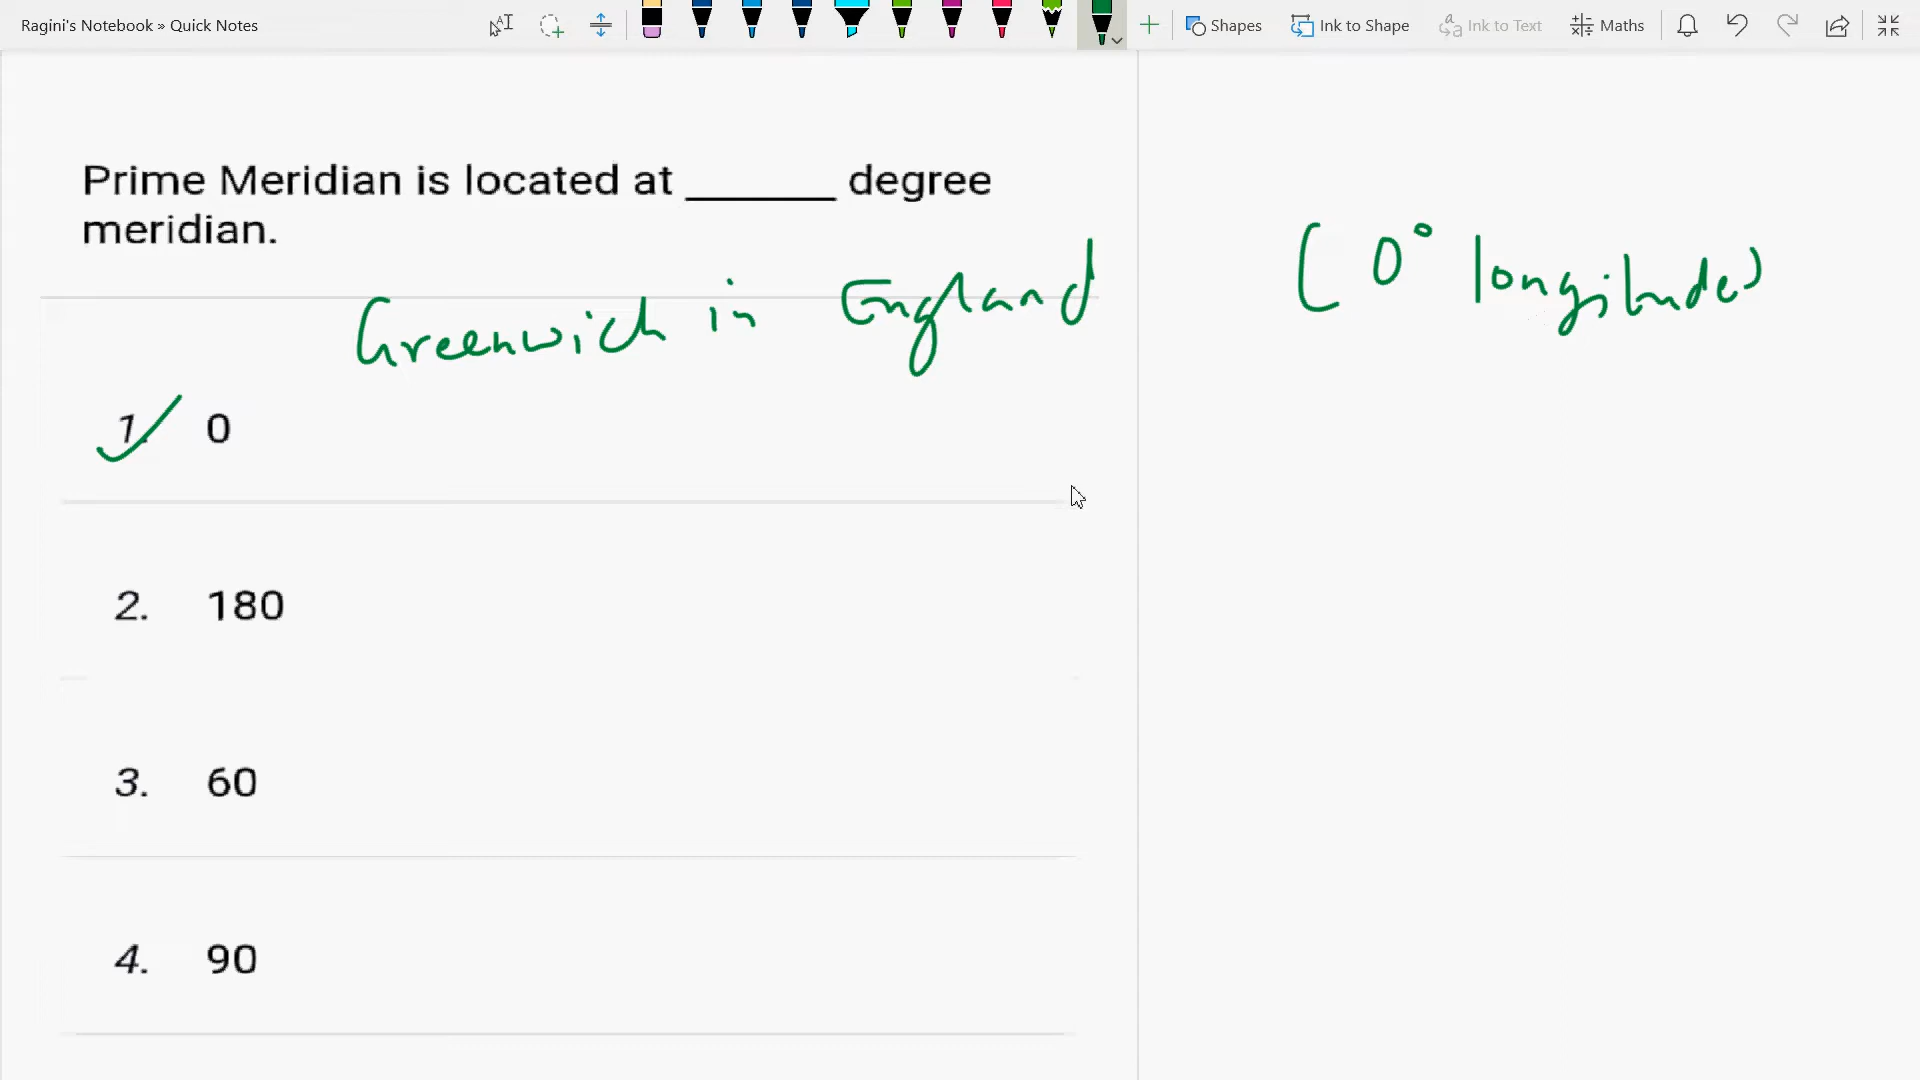 Ragini's Notebook » Quick Notes
Shapes
Ink to Shape
Ink to Text
Maths
Prime Meridian is located at ______ degree
meridian.
Greenwich in England
( 0° longitude)
1. 0
2. 180
3. 60
4. 90